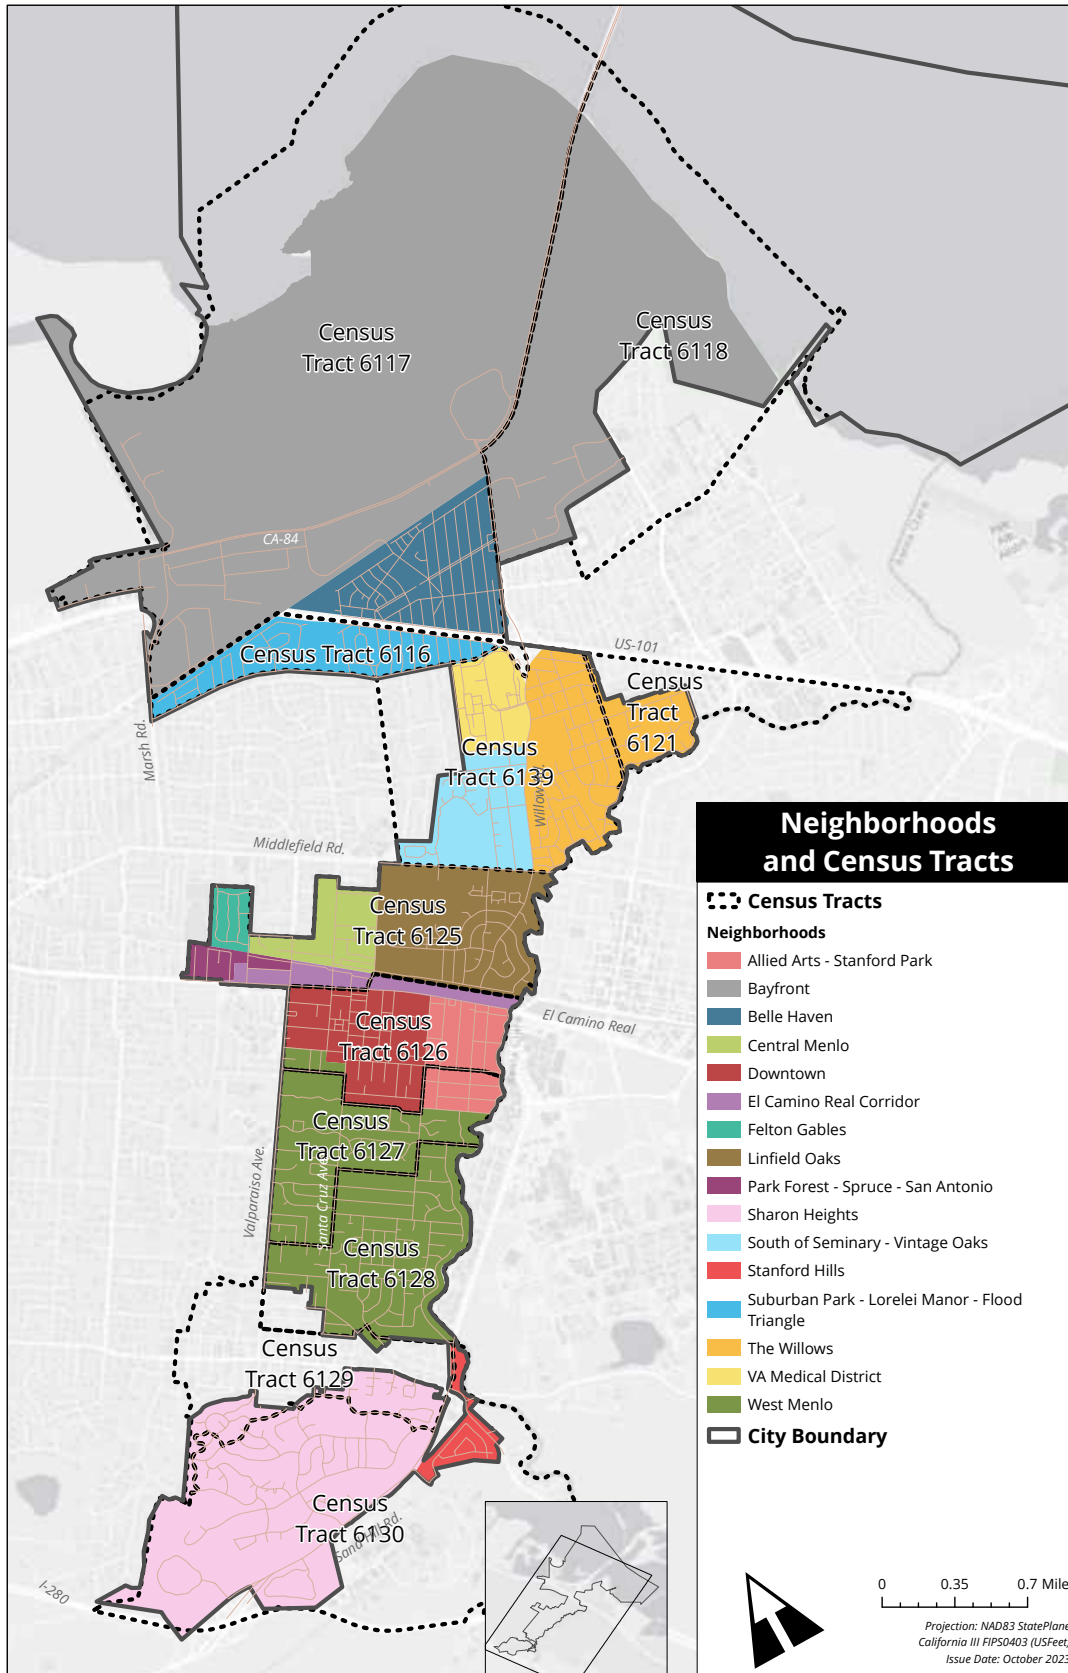 Census
Tract 6117
Census
Tract 6118
CA-84
Census Tract 6116
US-101
Census
Tract
6121
Marsh Rd.
Census
Tract 6139
Willow Rd.
Middlefield Rd.
Census
Tract 6125
El Camino Real
Census
Tract 6126
Census
Tract 6127
Valparaiso Ave.
Santa Cruz Ave.
Census
Tract 6128
Census
Tract 6129
Census
Tract 6130
Sand Hill Rd.
I-280
Neighborhoods
and Census Tracts
Census Tracts
Neighborhoods
Allied Arts - Stanford Park
Bayfront
Belle Haven
Central Menlo
Downtown
El Camino Real Corridor
Felton Gables
Linfield Oaks
Park Forest - Spruce - San Antonio
Sharon Heights
South of Seminary - Vintage Oaks
Stanford Hills
Suburban Park - Lorelei Manor - Flood
Triangle
The Willows
VA Medical District
West Menlo
City Boundary
0 0.35 0.7 Mile
Projection: NAD83 StatePlane
California III FIPS0403 (USFeet)
Issue Date: October 2023